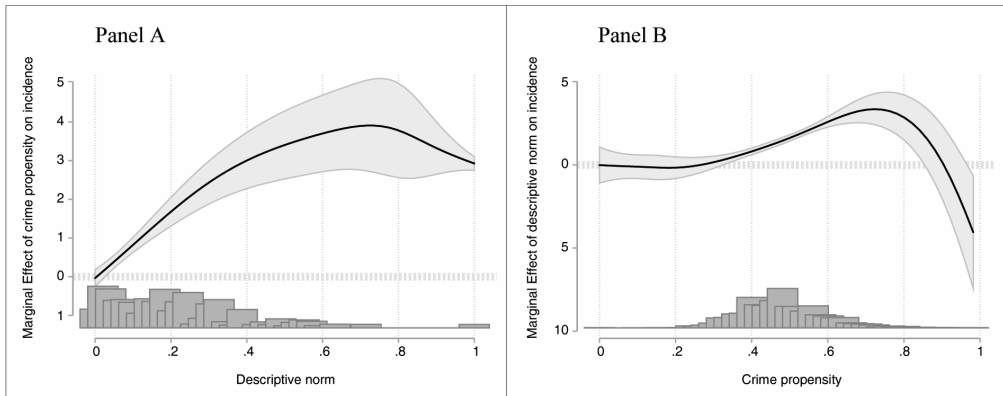 Panel A
Marginal Effect of crime propensity on incidence
5
4
3
2
1
0
1
0 .2 .4 .6 .8 1
Descriptive norm
Panel B
Marginal Effect of descriptive norm on incidence
5
0
5
10
0 .2 .4 .6 .8 1
Crime propensity